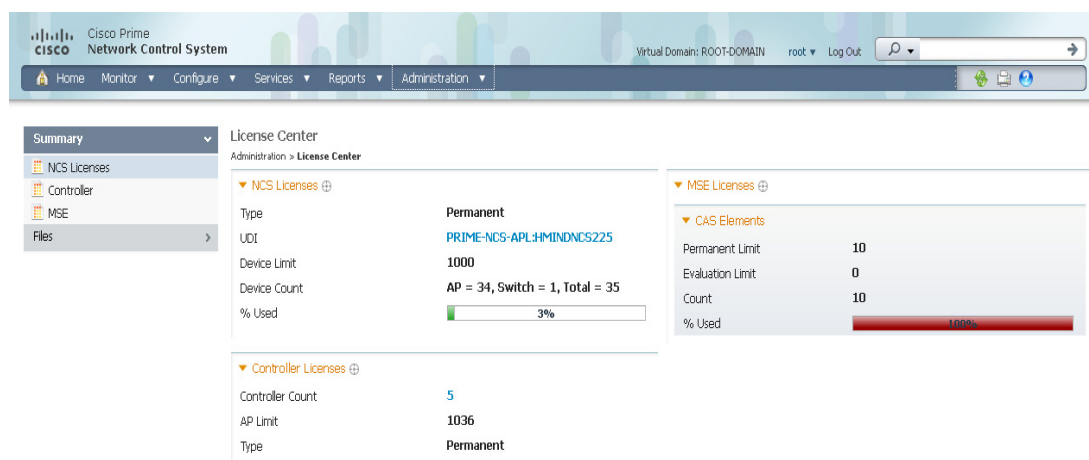 Cisco Prime
CISCO Network Control System
Virtual Domain: ROOT-DOMAIN root Log Out
Home Monitor Configure Services Reports Administration
Summary
NCS Licenses
Controller
MSE
Files
License Center
Administration > License Center
NCS Licenses
Type Permanent
UDI PRIME-NCS-APL:HMINDNCS225
Device Limit 1000
Device Count AP = 34, Switch = 1, Total = 35
% Used 3%
Controller Licenses
Controller Count 5
AP Limit 1036
Type Permanent
MSE Licenses
CAS Elements
Permanent Limit 10
Evaluation Limit 0
Count 10
% Used 100%